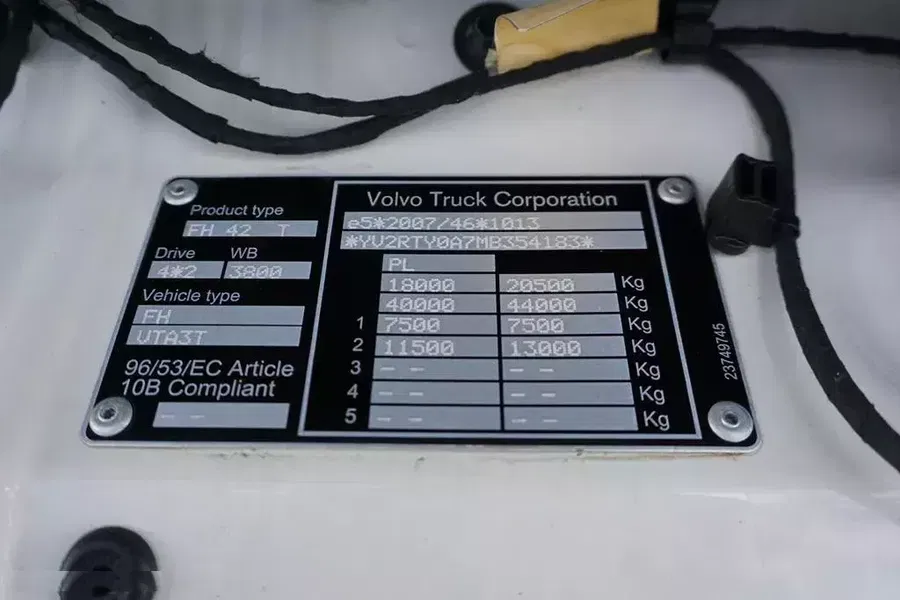 Product type
FH 42 T
Drive WB
4*2 3800
Vehicle type
FH
VTA3T
96/53/EC Article
10B Compliant
-- --
Volvo Truck Corporation
e5*2007/46*1013
*YV2RTY0A7MB354183*
PL
18000 20500 Kg
40000 44000 Kg
1 7500 7500 Kg
2 11500 13000 Kg
3 -- -- -- -- Kg
4 -- -- -- -- Kg
5 -- -- -- -- Kg
23749745